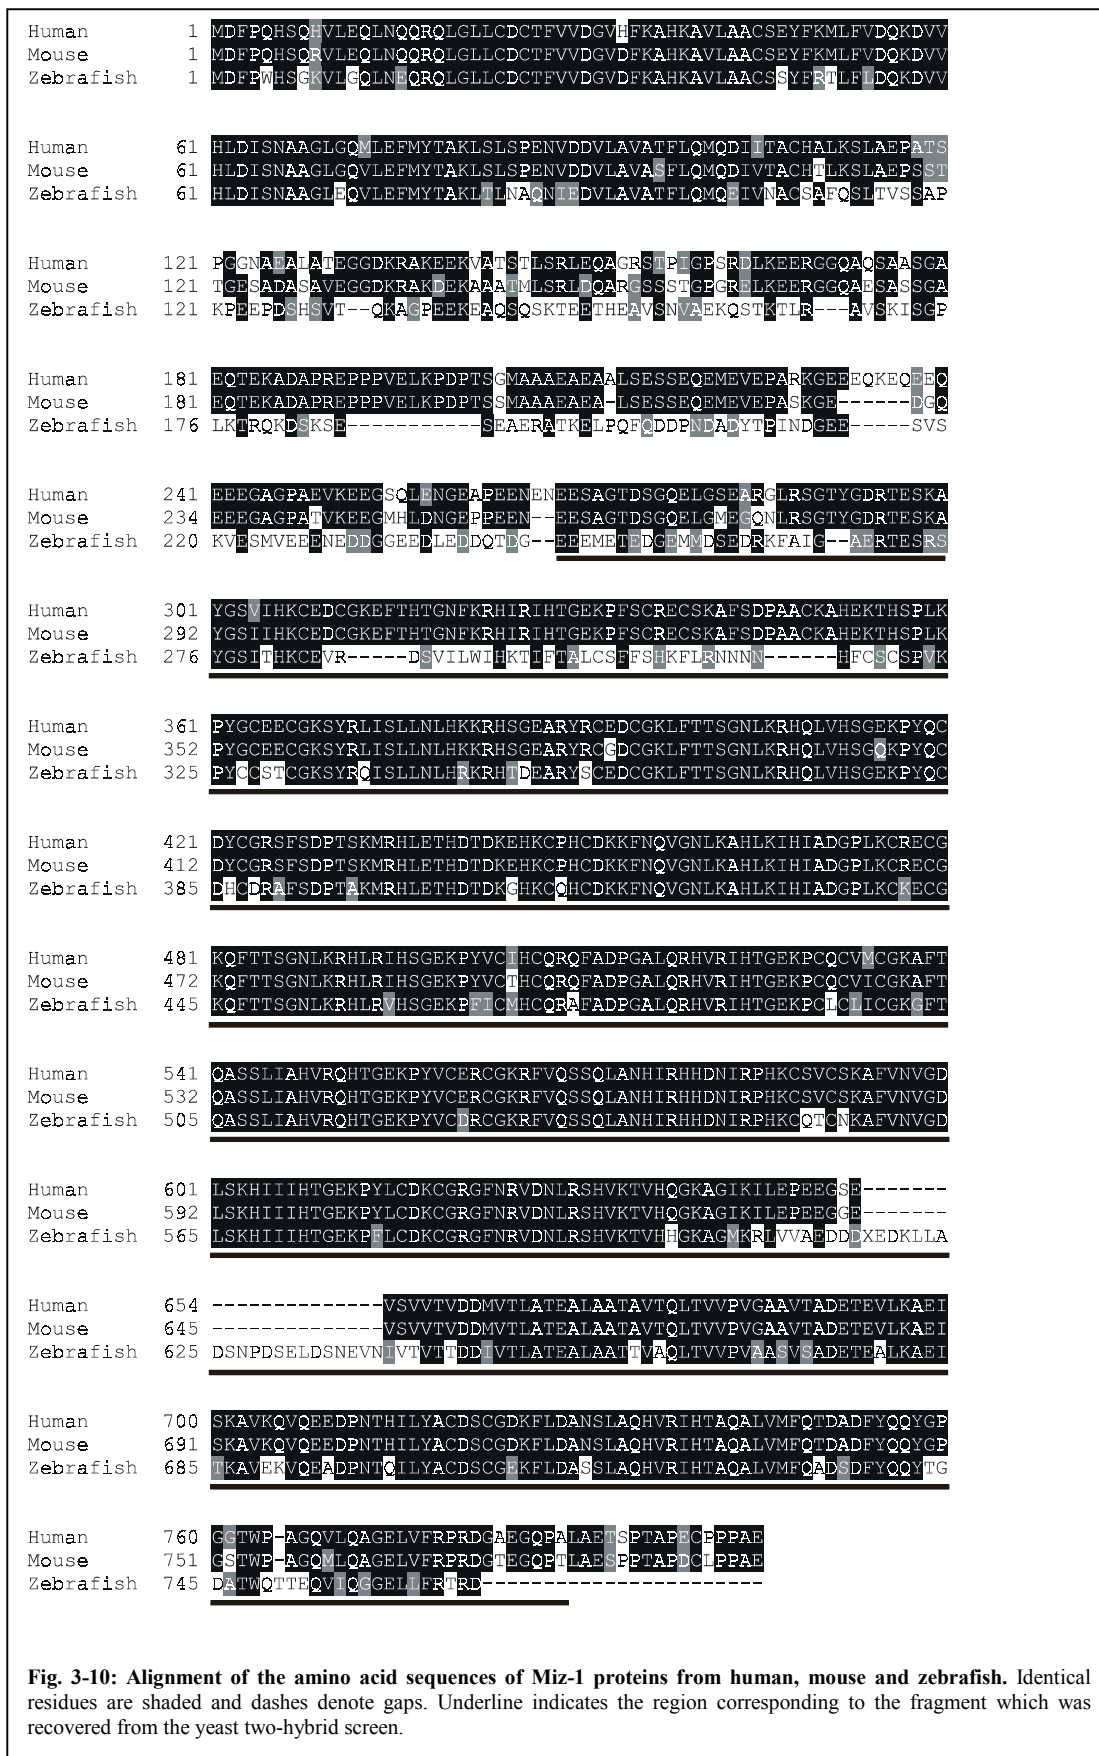 Human 1 MDFPQHSQHVLEQLNQQRQLGLLCDCTFVVDGVHFKAHKAVLAACSEYFKMLFVDQKDVV
Mouse 1 MDFPQHSQRVLEQLNQQRQLGLLCDCTFVVDGVDFKAHKAVLAACSEYFKMLFVDQKDVV
Zebrafish 1 MDFPWHSGKVLGQLNEQRQLGLLCDCTFVVDGVDFKAHKAVLAACSSYFRTLFLDQKDVV
Human 61 HLDISNAAGLGQMLEFMYTAKLSLSPENVDDVLAVATFLQMQDIITACHALKSLAEPATS
Mouse 61 HLDISNAAGLGQVLEFMYTAKLSLSPENVDDVLAVASFLQMQDIVTACHTLKSLAEPSST
Zebrafish 61 HLDISNAAGLEQVLEFMYTAKLTLNAQNIEDVLAVATFLQMQEIVNACSAFQSLTVSSAP
Human 121 PGGNAEALATEGGDKRAKEEKVATSTLSRLEQAGRSTPIGPSRDLKEERGGQAQSAASGA
Mouse 121 TGESADASAVEGGDKRAKDEKAAATMLSRLDQARGSSSTGPGRELKEERGGQAESASSGA
Zebrafish 121 KPEEPDSHSVT--QKAGPEEKEAQSQSKTEETHEAVSNVAEKQSTKTLR---AVSKISGP
Human 181 EQTEKADAPREPPPVELKPDPTSGMAAAEAEAALSESSEQEMEVEPARKGEEEQKEQEEQ
Mouse 181 EQTEKADAPREPPPVELKPDPTSSMAAAEAEA-LSESSEQEMEVEPASKGE------DGQ
Zebrafish 176 LKTRQKDSKSE-----------SEAERATKELPQFQDDPNDADYTPINDGEE-----SVS
Human 241 EEEGAGPAEVKEEGSQLENGEAPEENENEESAGTDSGQELGSEARGLRSGTYGDRTESKA
Mouse 234 EEEGAGPATVKEEGMHLDNGEPPEEN--EESAGTDSGQELGMEGQNLRSGTYGDRTESKA
Zebrafish 220 KVESMVEEENEDDGGEEDLEDDQTDG--EEEMETEDGEMMDSEDRKFAIG--AERTESRS
Human 301 YGSVIHKCEDCGKEFTHTGNFKRHIRIHTGEKPFSCRECSKAFSDPAACKAHEKTHSPLK
Mouse 292 YGSIIHKCEDCGKEFTHTGNFKRHIRIHTGEKPFSCRECSKAFSDPAACKAHEKTHSPLK
Zebrafish 276 YGSITHKCEVR-----DSVILWIHKTIFTALCSFFSHKFLRNNNN------HFCSCSPVK
Human 361 PYGCEECGKSYRLISLLNLHKKRHSGEARYRCEDCGKLFTTSGNLKRHQLVHSGEKPYQC
Mouse 352 PYGCEECGKSYRLISLLNLHKKRHSGEARYRCGDCGKLFTTSGNLKRHQLVHSGQKPYQC
Zebrafish 325 PYCCSTCGKSYRQISLLNLHRKRHTDEARYSCEDCGKLFTTSGNLKRHQLVHSGEKPYQC
Human 421 DYCGRSFSDPTSKMRHLETHDTDKEHKCPHCDKKFNQVGNLKAHLKIHIADGPLKCRECG
Mouse 412 DYCGRSFSDPTSKMRHLETHDTDKEHKCPHCDKKFNQVGNLKAHLKIHIADGPLKCRECG
Zebrafish 385 DHCDRAFSDPTAKMRHLETHDTDKGHKCQHCDKKFNQVGNLKAHLKIHIADGPLKCKECG
Human 481 KQFTTSGNLKRHLRIHSGEKPYVCIHCQRQFADPGALQRHVRIHTGEKPCQCVMCGKAFT
Mouse 472 KQFTTSGNLKRHLRIHSGEKPYVCTHCQRQFADPGALQRHVRIHTGEKPCQCVICGKAFT
Zebrafish 445 KQFTTSGNLKRHLRVHSGEKPFICMHCQRAFADPGALQRHVRIHTGEKPCLCLICGKGFT
Human 541 QASSLIAHVRQHTGEKPYVCERCGKRFVQSSQLANHIRHHDNIRPHKCSVCSKAFVNVGD
Mouse 532 QASSLIAHVRQHTGEKPYVCERCGKRFVQSSQLANHIRHHDNIRPHKCSVCSKAFVNVGD
Zebrafish 505 QASSLIAHVRQHTGEKPYVCDRCGKRFVQSSQLANHIRHHDNIRPHKCQTCNKAFVNVGD
Human 601 LSKHIIIHTGEKPYLCDKCGRGFNRVDNLRSHVKTVHQGKAGIKILEPEEGSE-------
Mouse 592 LSKHIIIHTGEKPYLCDKCGRGFNRVDNLRSHVKTVHQGKAGIKILEPEEGGE-------
Zebrafish 565 LSKHIIIHTGEKPFLCDKCGRGFNRVDNLRSHVKTVHHGKAGMKRLVVAEDDDXEDKLLA
Human 654 --------------VSVVTVDDMVTLATEALAATAVTQLTVVPVGAAVTADETEVLKAEI
Mouse 645 --------------VSVVTVDDMVTLATEALAATAVTQLTVVPVGAAVTADETEVLKAEI
Zebrafish 625 DSNPDSELDSNEVNIVTVTTDDIVTLATEALAATTVAQLTVVPVAASVSADETEALKAEI
Human 700 SKAVKQVQEEDPNTHILYACDSCGDKFLDANSLAQHVRIHTAQALVMFQTDADFYQQYGP
Mouse 691 SKAVKQVQEEDPNTHILYACDSCGDKFLDANSLAQHVRIHTAQALVMFQTDADFYQQYGP
Zebrafish 685 TKAVEKVQEADPNTQILYACDSCGEKFLDASSLAQHVRIHTAQALVMFQADSDFYQQYTG
Human 760 GGTWP-AGQVLQAGELVFRPRDGAEGQPALAETSPTAPECPPPAE
Mouse 751 GSTWP-AGQMLQAGELVFRPRDGTEGQPTLAESPPTAPDCLPPAE
Zebrafish 745 DATWQTTEQVIQGGELLFRTRD-----------------------
Fig. 3-10: Alignment of the amino acid sequences of Miz-1 proteins from human, mouse and zebrafish. Identical
residues are shaded and dashes denote gaps. Underline indicates the region corresponding to the fragment which was
recovered from the yeast two-hybrid screen.